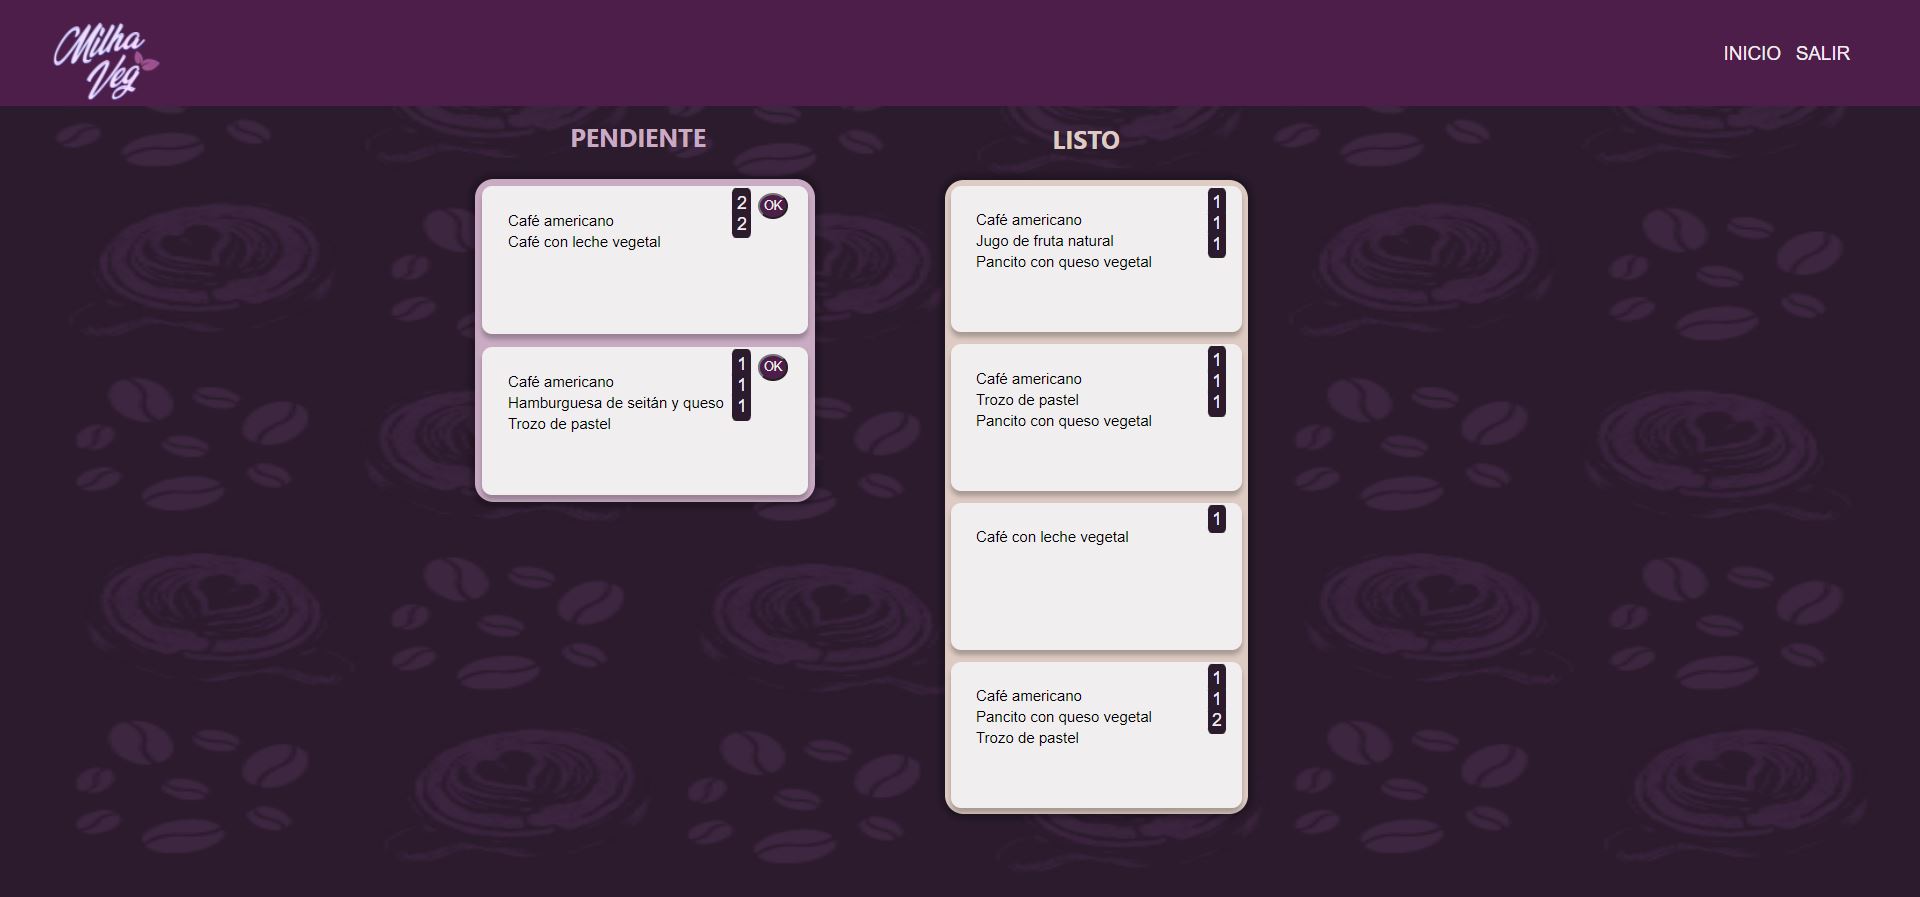 Milha
Veg
INICIO SALIR
PENDIENTE
Café americano 2
Café con leche vegetal 2
OK
Café americano 1
Hamburguesa de seitán y queso 1
Trozo de pastel 1
OK
LISTO
Café americano 1
Jugo de fruta natural 1
Pancito con queso vegetal 1
Café americano 1
Trozo de pastel 1
Pancito con queso vegetal 1
Café con leche vegetal 1
Café americano 1
Pancito con queso vegetal 1
Trozo de pastel 2